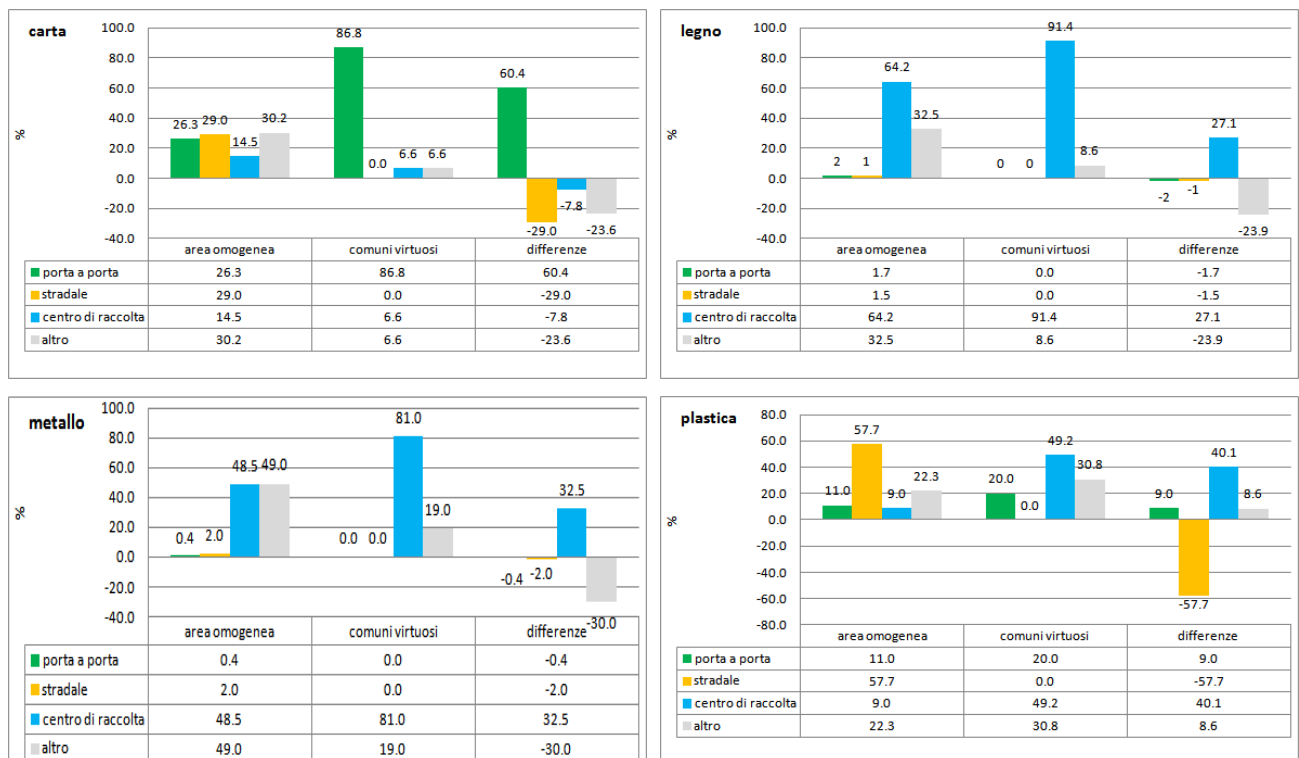 carta
100.0
80.0
60.0
40.0
20.0
0.0
-20.0
-40.0
%
26.3 29.0 14.5 30.2
86.8 0.0 6.6 6.6
60.4 -29.0 -7.8 -23.6
area omogenea comuni virtuosi differenze
porta a porta 26.3 86.8 60.4
stradale 29.0 0.0 -29.0
centro di raccolta 14.5 6.6 -7.8
altro 30.2 6.6 -23.6
legno
100.0
80.0
60.0
40.0
20.0
0.0
-20.0
-40.0
%
2 1 64.2 32.5
0 0 91.4 8.6
-2 -1 27.1 -23.9
area omogenea comuni virtuosi differenze
porta a porta 1.7 0.0 -1.7
stradale 1.5 0.0 -1.5
centro di raccolta 64.2 91.4 27.1
altro 32.5 8.6 -23.9
metallo
100.0
80.0
60.0
40.0
20.0
0.0
-20.0
-40.0
%
0.4 2.0 48.5 49.0
0.0 0.0 81.0 19.0
-0.4 -2.0 32.5 -30.0
area omogenea comuni virtuosi differenze
porta a porta 0.4 0.0 -0.4
stradale 2.0 0.0 -2.0
centro di raccolta 48.5 81.0 32.5
altro 49.0 19.0 -30.0
plastica
80.0
60.0
40.0
20.0
0.0
-20.0
-40.0
-60.0
-80.0
%
11.0 57.7 9.0 22.3
20.0 0.0 49.2 30.8
9.0 -57.7 40.1 8.6
area omogenea comuni virtuosi differenze
porta a porta 11.0 20.0 9.0
stradale 57.7 0.0 -57.7
centro di raccolta 9.0 49.2 40.1
altro 22.3 30.8 8.6